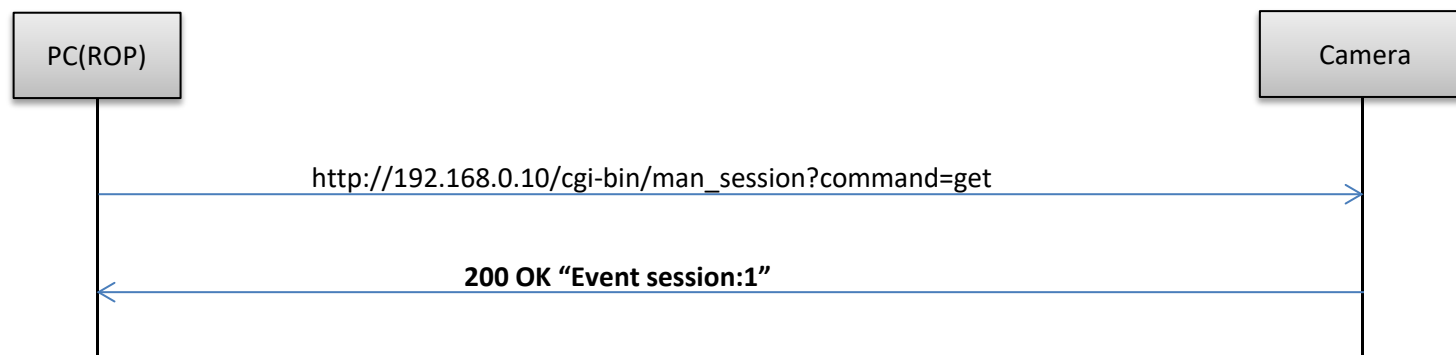 PC(ROP)
Camera
http://192.168.0.10/cgi-bin/man_session?command=get
200 OK “Event session:1”